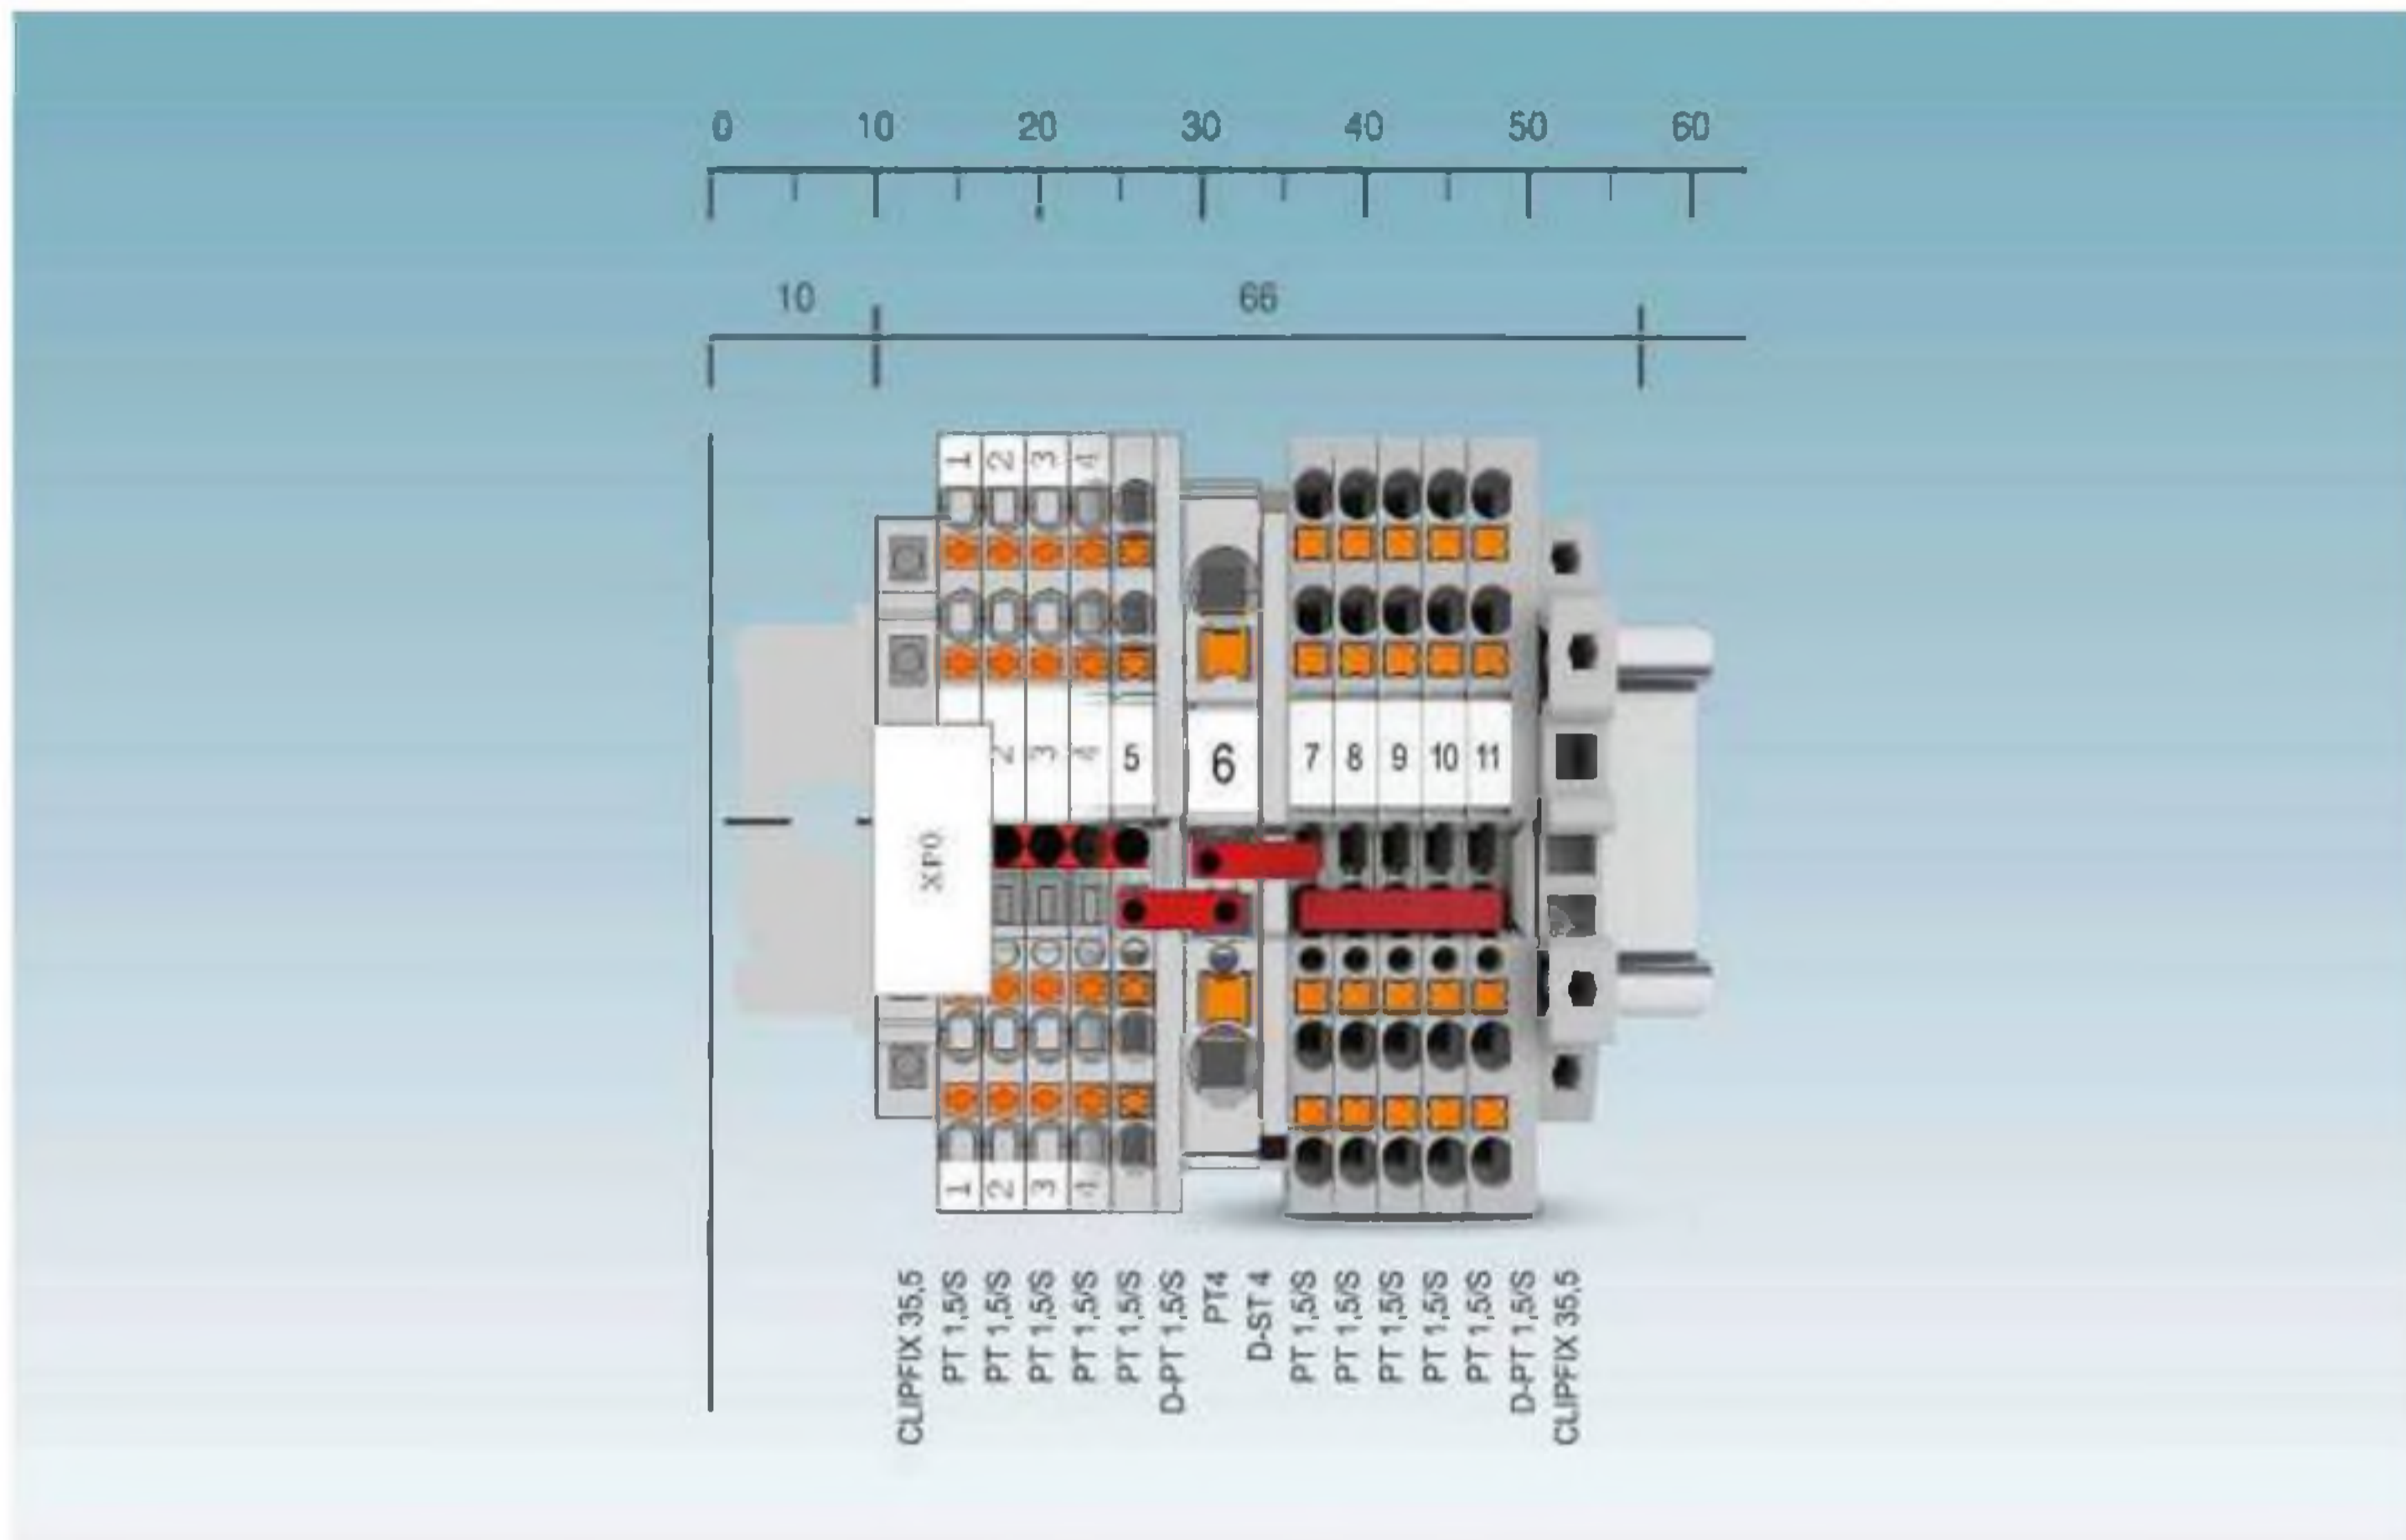 0 10 20 30 40 50 60
10 66
1 2 3 4
2 3 4 5 6 7 8 9 10 11
XP0
1 2 3 4
CLIPFIX 35,5
PT 1,5/S
PT 1,5/S
PT 1,5/S
PT 1,5/S
PT 1,5/S
D-PT 1,5/S
PT4
D-ST 4
PT 1,5/S
PT 1,5/S
PT 1,5/S
PT 1,5/S
PT 1,5/S
D-PT 1,5/S
CLIPFIX 35,5